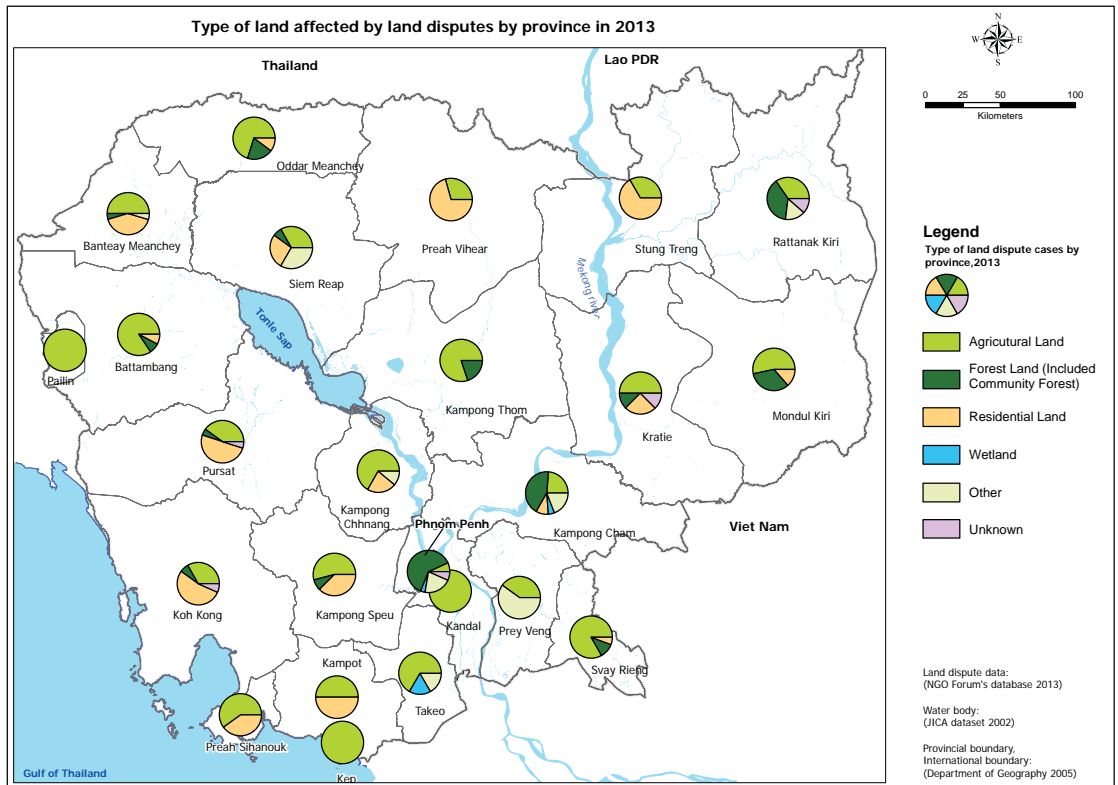 Type of land affected by land disputes by province in 2013
N
W
E
S
Thailand
Lao PDR
0
25
50
100
Kilometers
Oddar Meanchey
Banteay Meanchey
Siem Reap
Preah Vihear
Stung Treng
Rattanak Kiri
Mekong river
Tonle Sap
Pailin
Battambang
Kampong Thom
Kratie
Mondul Kiri
Pursat
Kampong
Chhnang
Kampong Cham
Phnom Penh
Viet Nam
Koh Kong
Kampong Speu
Kandal
Prey Veng
Svay Rieng
Kampot
Takeo
Preah Sihanouk
Kep
Gulf of Thailand
Legend
Type of land dispute cases by
province,2013
Agricutural Land
Forest Land (Included
Community Forest)
Residential Land
Wetland
Other
Unknown
Land dispute data:
(NGO Forum's database 2013)
Water body:
(JICA dataset 2002)
Provincial boundary,
International boundary:
(Department of Geography 2005)